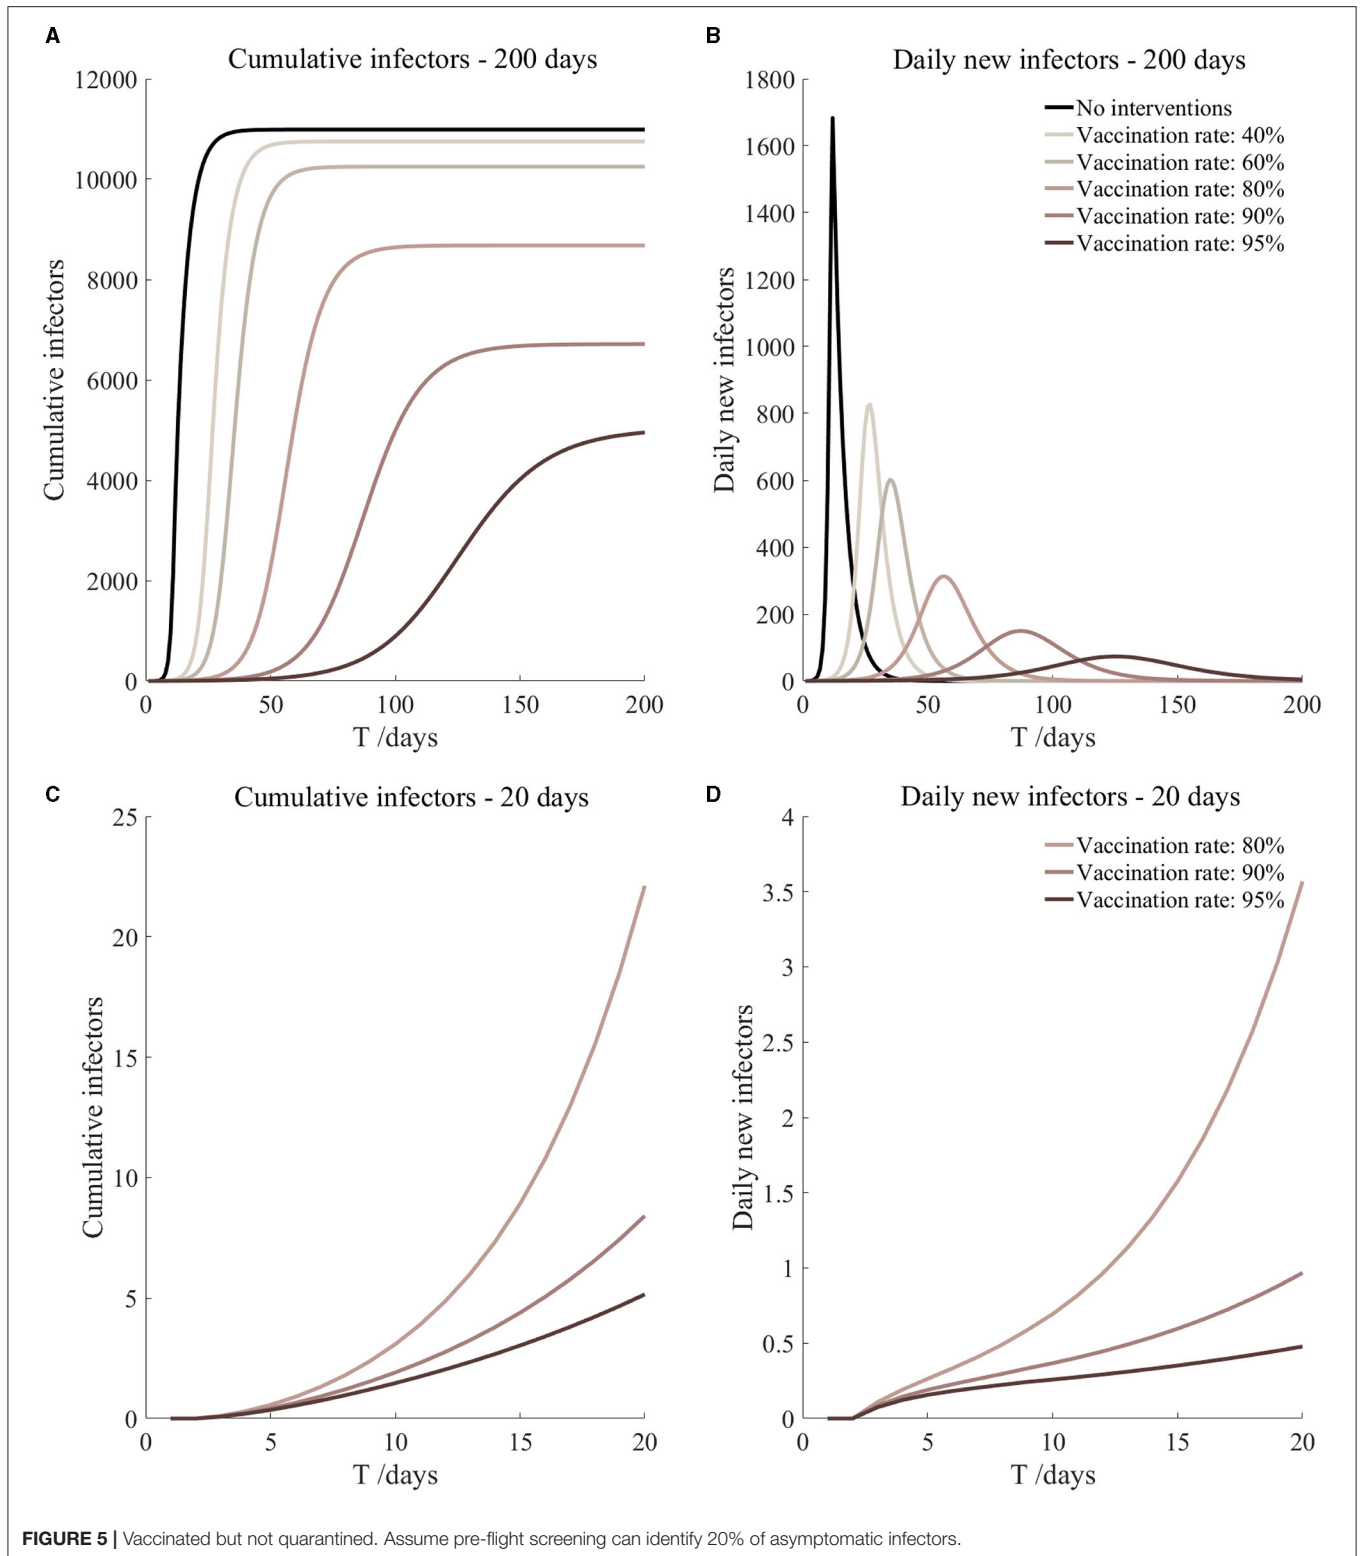 A
Cumulative infectors - 200 days
12000
10000
8000
6000
4000
2000
0
0 50 100 150 200
Cumulative infectors
T /days
B
Daily new infectors - 200 days
1800
1600
1400
1200
1000
800
600
400
200
0
0 50 100 150 200
Daily new infectors
T /days
No interventions
Vaccination rate: 40%
Vaccination rate: 60%
Vaccination rate: 80%
Vaccination rate: 90%
Vaccination rate: 95%
C
Cumulative infectors - 20 days
25
20
15
10
5
0
0 5 10 15 20
Cumulative infectors
T /days
D
Daily new infectors - 20 days
4
3.5
3
2.5
2
1.5
1
0.5
0
0 5 10 15 20
Daily new infectors
T /days
Vaccination rate: 80%
Vaccination rate: 90%
Vaccination rate: 95%
FIGURE 5 | Vaccinated but not quarantined. Assume pre-flight screening can identify 20% of asymptomatic infectors.